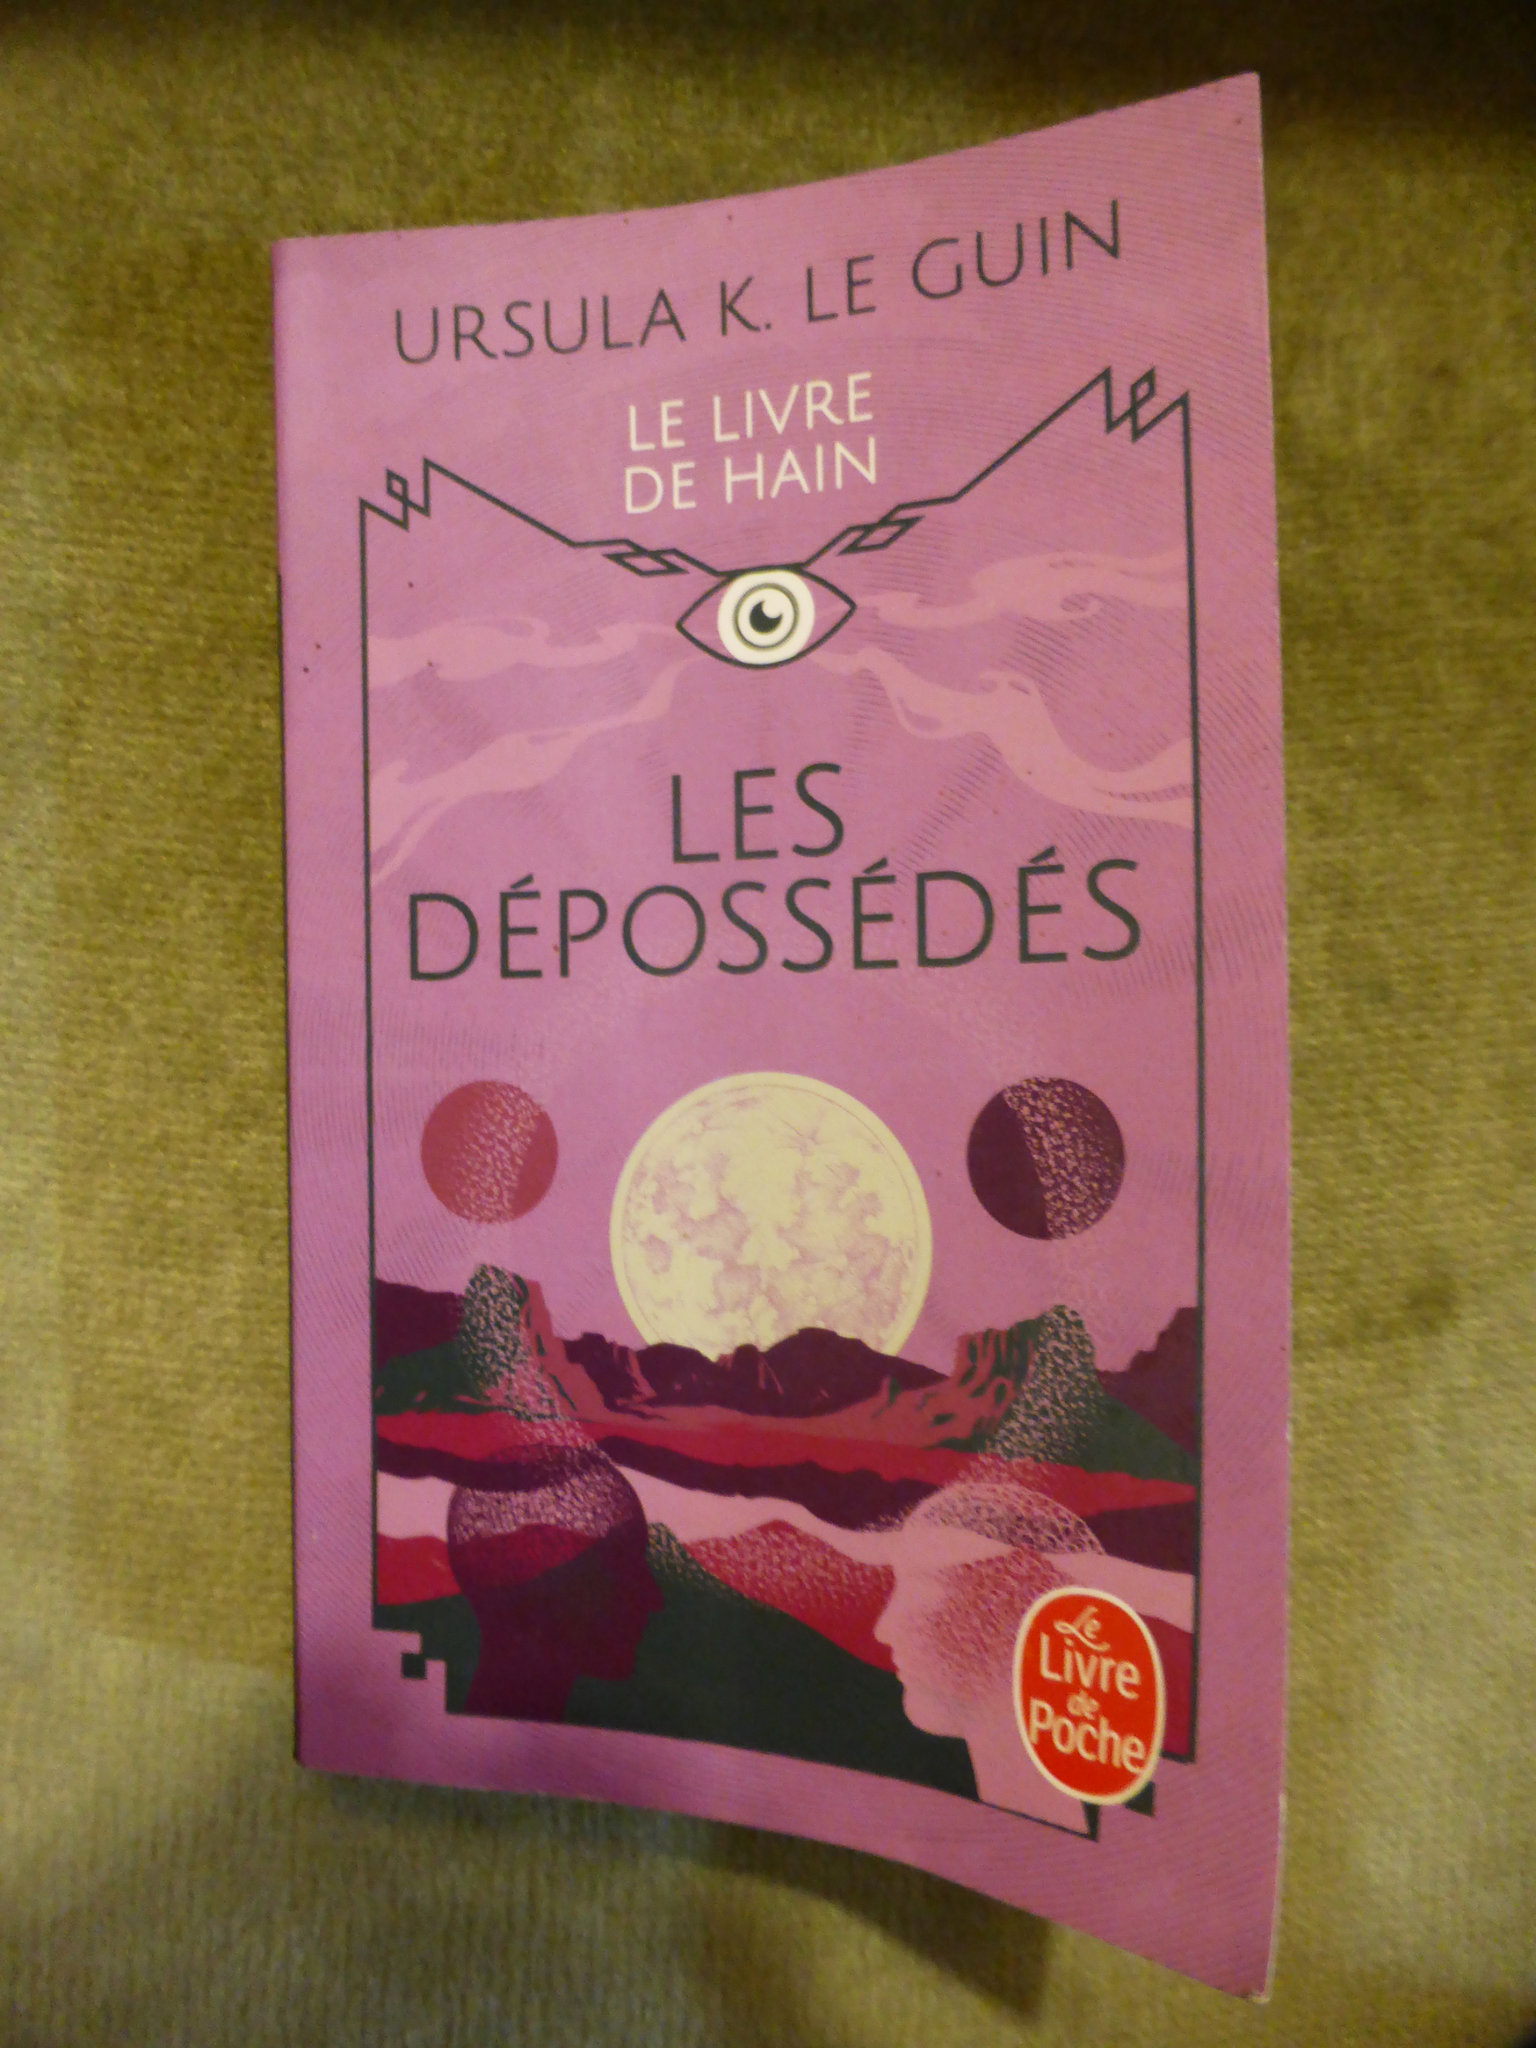 URSULA K. LE GUIN
LE LIVRE
DE HAIN
LES
DÉPOSSÉDÉS
Le
Livre
de
Poche